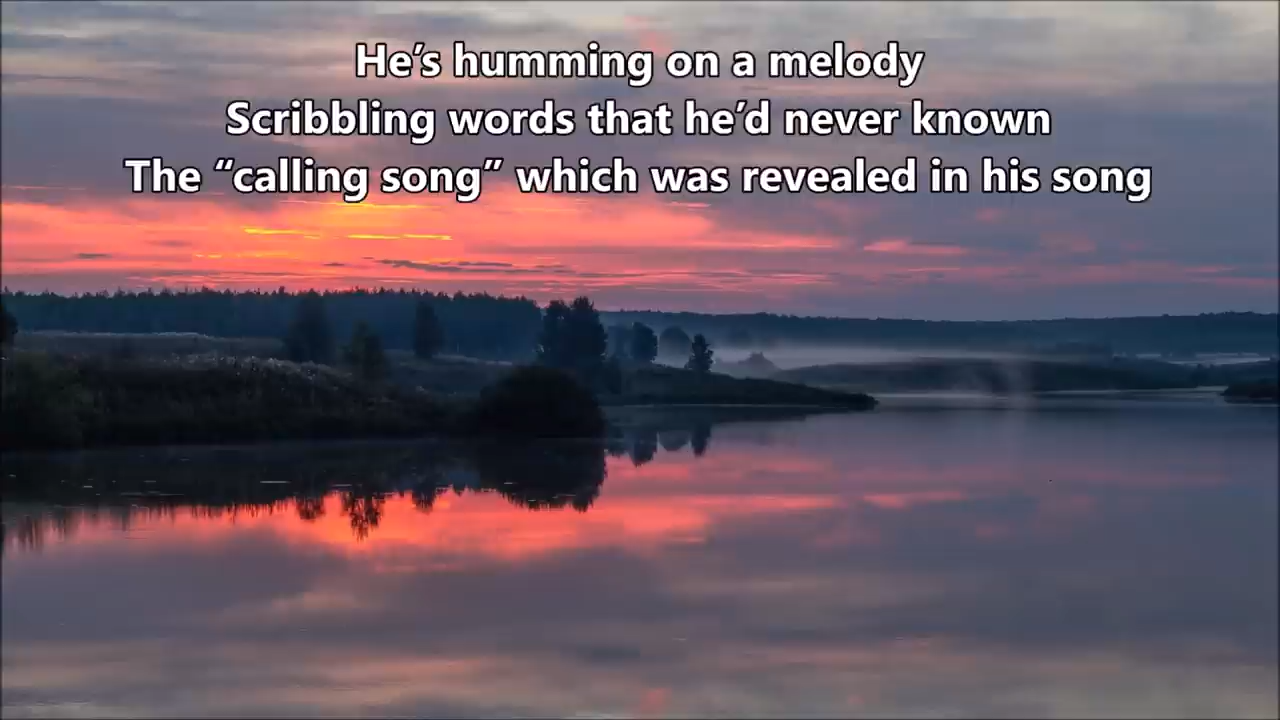 He’s humming on a melody
Scribbling words that he’d never known
The “calling song” which was revealed in his song